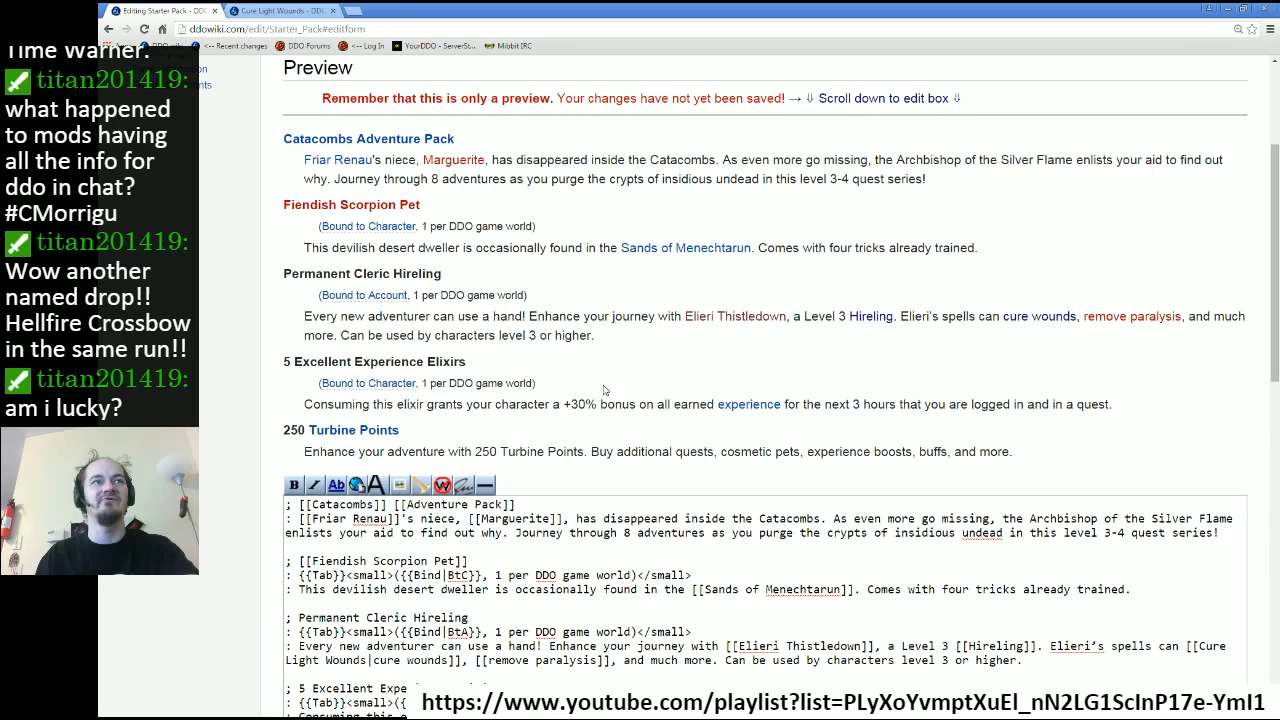 Time Warner.
titan201419:
what happened
to mods having
all the info for
ddo in chat?
#CMorrigu
titan201419:
Wow another
named drop!!
Hellfire Crossbow
in the same run!!
titan201419:
am i lucky?
Editing Starter Pack - DDO
Cure Light Wounds - DDO
ddowiki.com/edit/Starter_Pack#editform
<-- Recent changes DDO Forums <-- Log In YourDDO - ServerSt... Mibbit IRC
Preview
Remember that this is only a preview. Your changes have not yet been saved! → ⇓ Scroll down to edit box ⇓
Catacombs Adventure Pack
Friar Renau's niece, Marguerite, has disappeared inside the Catacombs. As even more go missing, the Archbishop of the Silver Flame enlists your aid to find out
why. Journey through 8 adventures as you purge the crypts of insidious undead in this level 3-4 quest series!
Fiendish Scorpion Pet
(Bound to Character, 1 per DDO game world)
This devilish desert dweller is occasionally found in the Sands of Menechtarun. Comes with four tricks already trained.
Permanent Cleric Hireling
(Bound to Account, 1 per DDO game world)
Every new adventurer can use a hand! Enhance your journey with Elieri Thistledown, a Level 3 Hireling. Elieri's spells can cure wounds, remove paralysis, and much
more. Can be used by characters level 3 or higher.
5 Excellent Experience Elixirs
(Bound to Character, 1 per DDO game world)
Consuming this elixir grants your character a +30% bonus on all earned experience for the next 3 hours that you are logged in and in a quest.
250 Turbine Points
Enhance your adventure with 250 Turbine Points. Buy additional quests, cosmetic pets, experience boosts, buffs, and more.
B I Ab A W
; [[Catacombs]] [[Adventure Pack]]
: [[Friar Renau]]'s niece, [[Marguerite]], has disappeared inside the Catacombs. As even more go missing, the Archbishop of the Silver Flame
enlists your aid to find out why. Journey through 8 adventures as you purge the crypts of insidious undead in this level 3-4 quest series!
; [[Fiendish Scorpion Pet]]
: {{Tab}}<small>({{Bind|BtC}}, 1 per DDO game world)</small>
: This devilish desert dweller is occasionally found in the [[Sands of Menechtarun]]. Comes with four tricks already trained.
; Permanent Cleric Hireling
: {{Tab}}<small>({{Bind|BtA}}, 1 per DDO game world)</small>
: Every new adventurer can use a hand! Enhance your journey with [[Elieri Thistledown]], a Level 3 [[Hireling]]. Elieri’s spells can [[Cure
Light Wounds|cure wounds]], [[remove paralysis]], and much more. Can be used by characters level 3 or higher.
; 5 Excellent Expe
: {{Tab}}<small>({
https://www.youtube.com/playlist?list=PLyXoYvmptXuEl_nN2LG1ScInP17e-YmI1